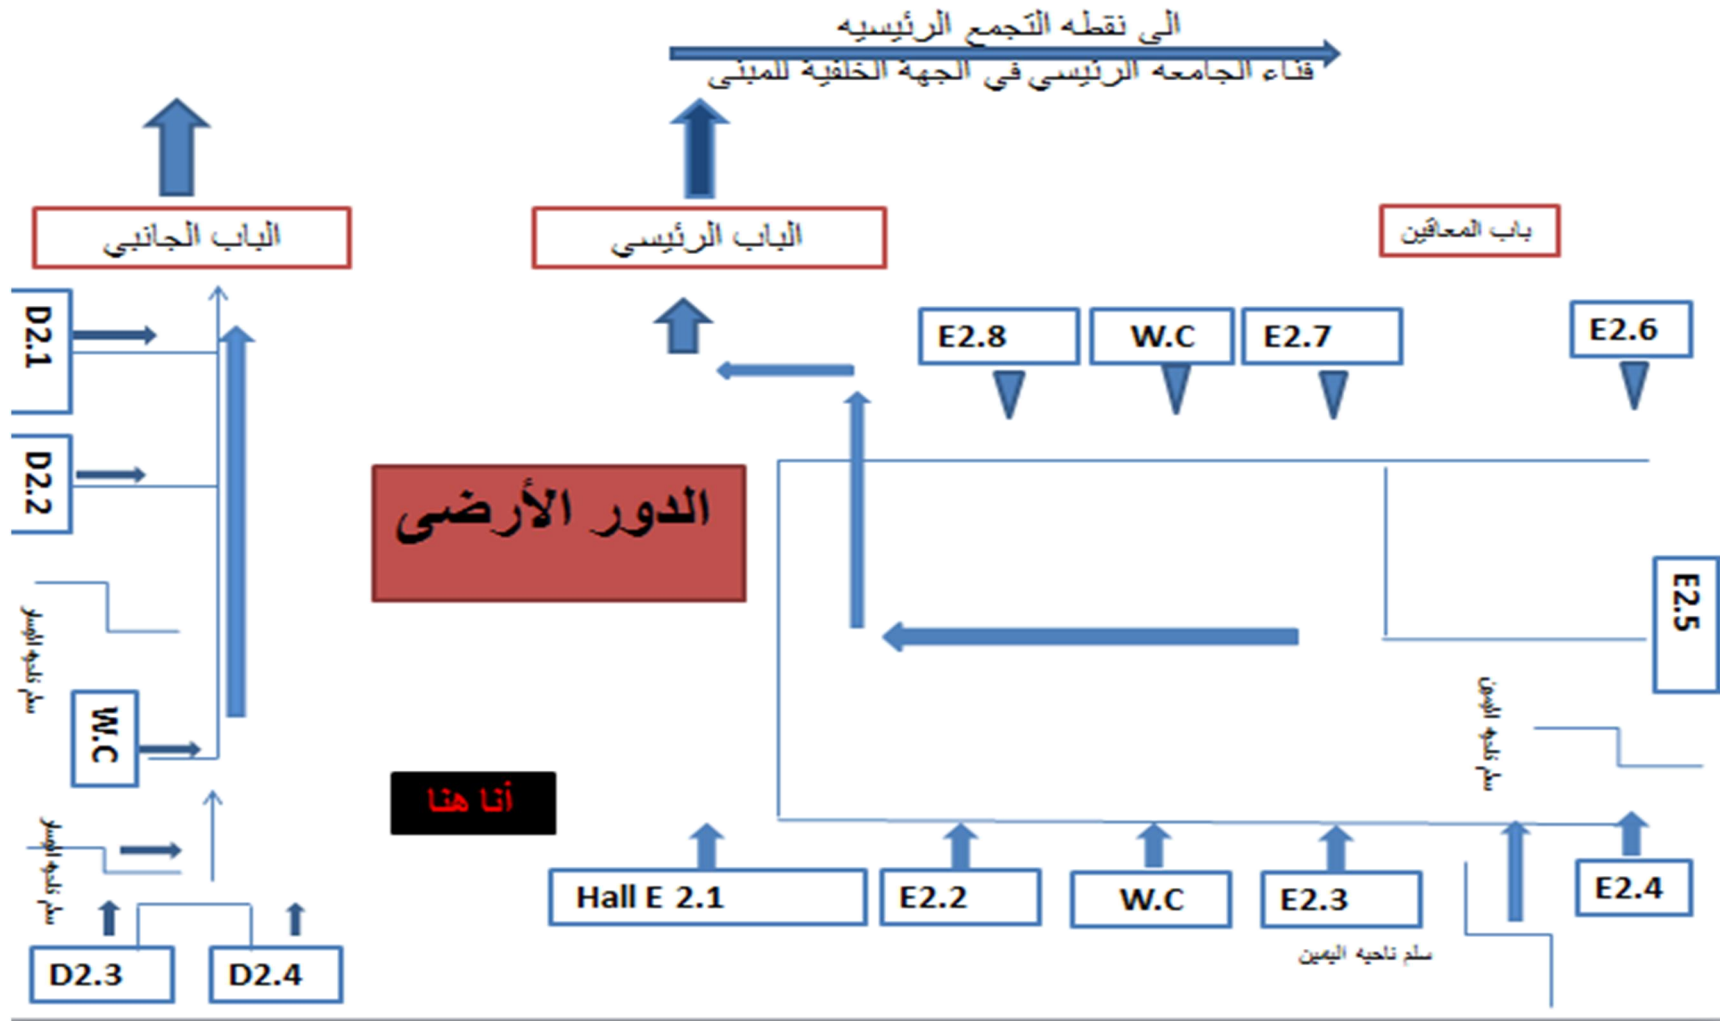 الى نقطه التجمع الرئيسيه
فناء الجامعه الرئيسي في الجهة الخلفية للمبنى
باب المعاقين
الباب الرئيسي
الباب الجانبي
E2.8
W.C
E2.7
E2.6
D2.1
D2.2
الدور الأرضى
E2.5
سلم ناحيه اليسار
سلم ناحيه اليمين
W.C
أنا هنا
سلم ناحيه اليسار
Hall E 2.1
E2.2
W.C
E2.3
E2.4
سلم ناحيه اليمين
D2.3
D2.4